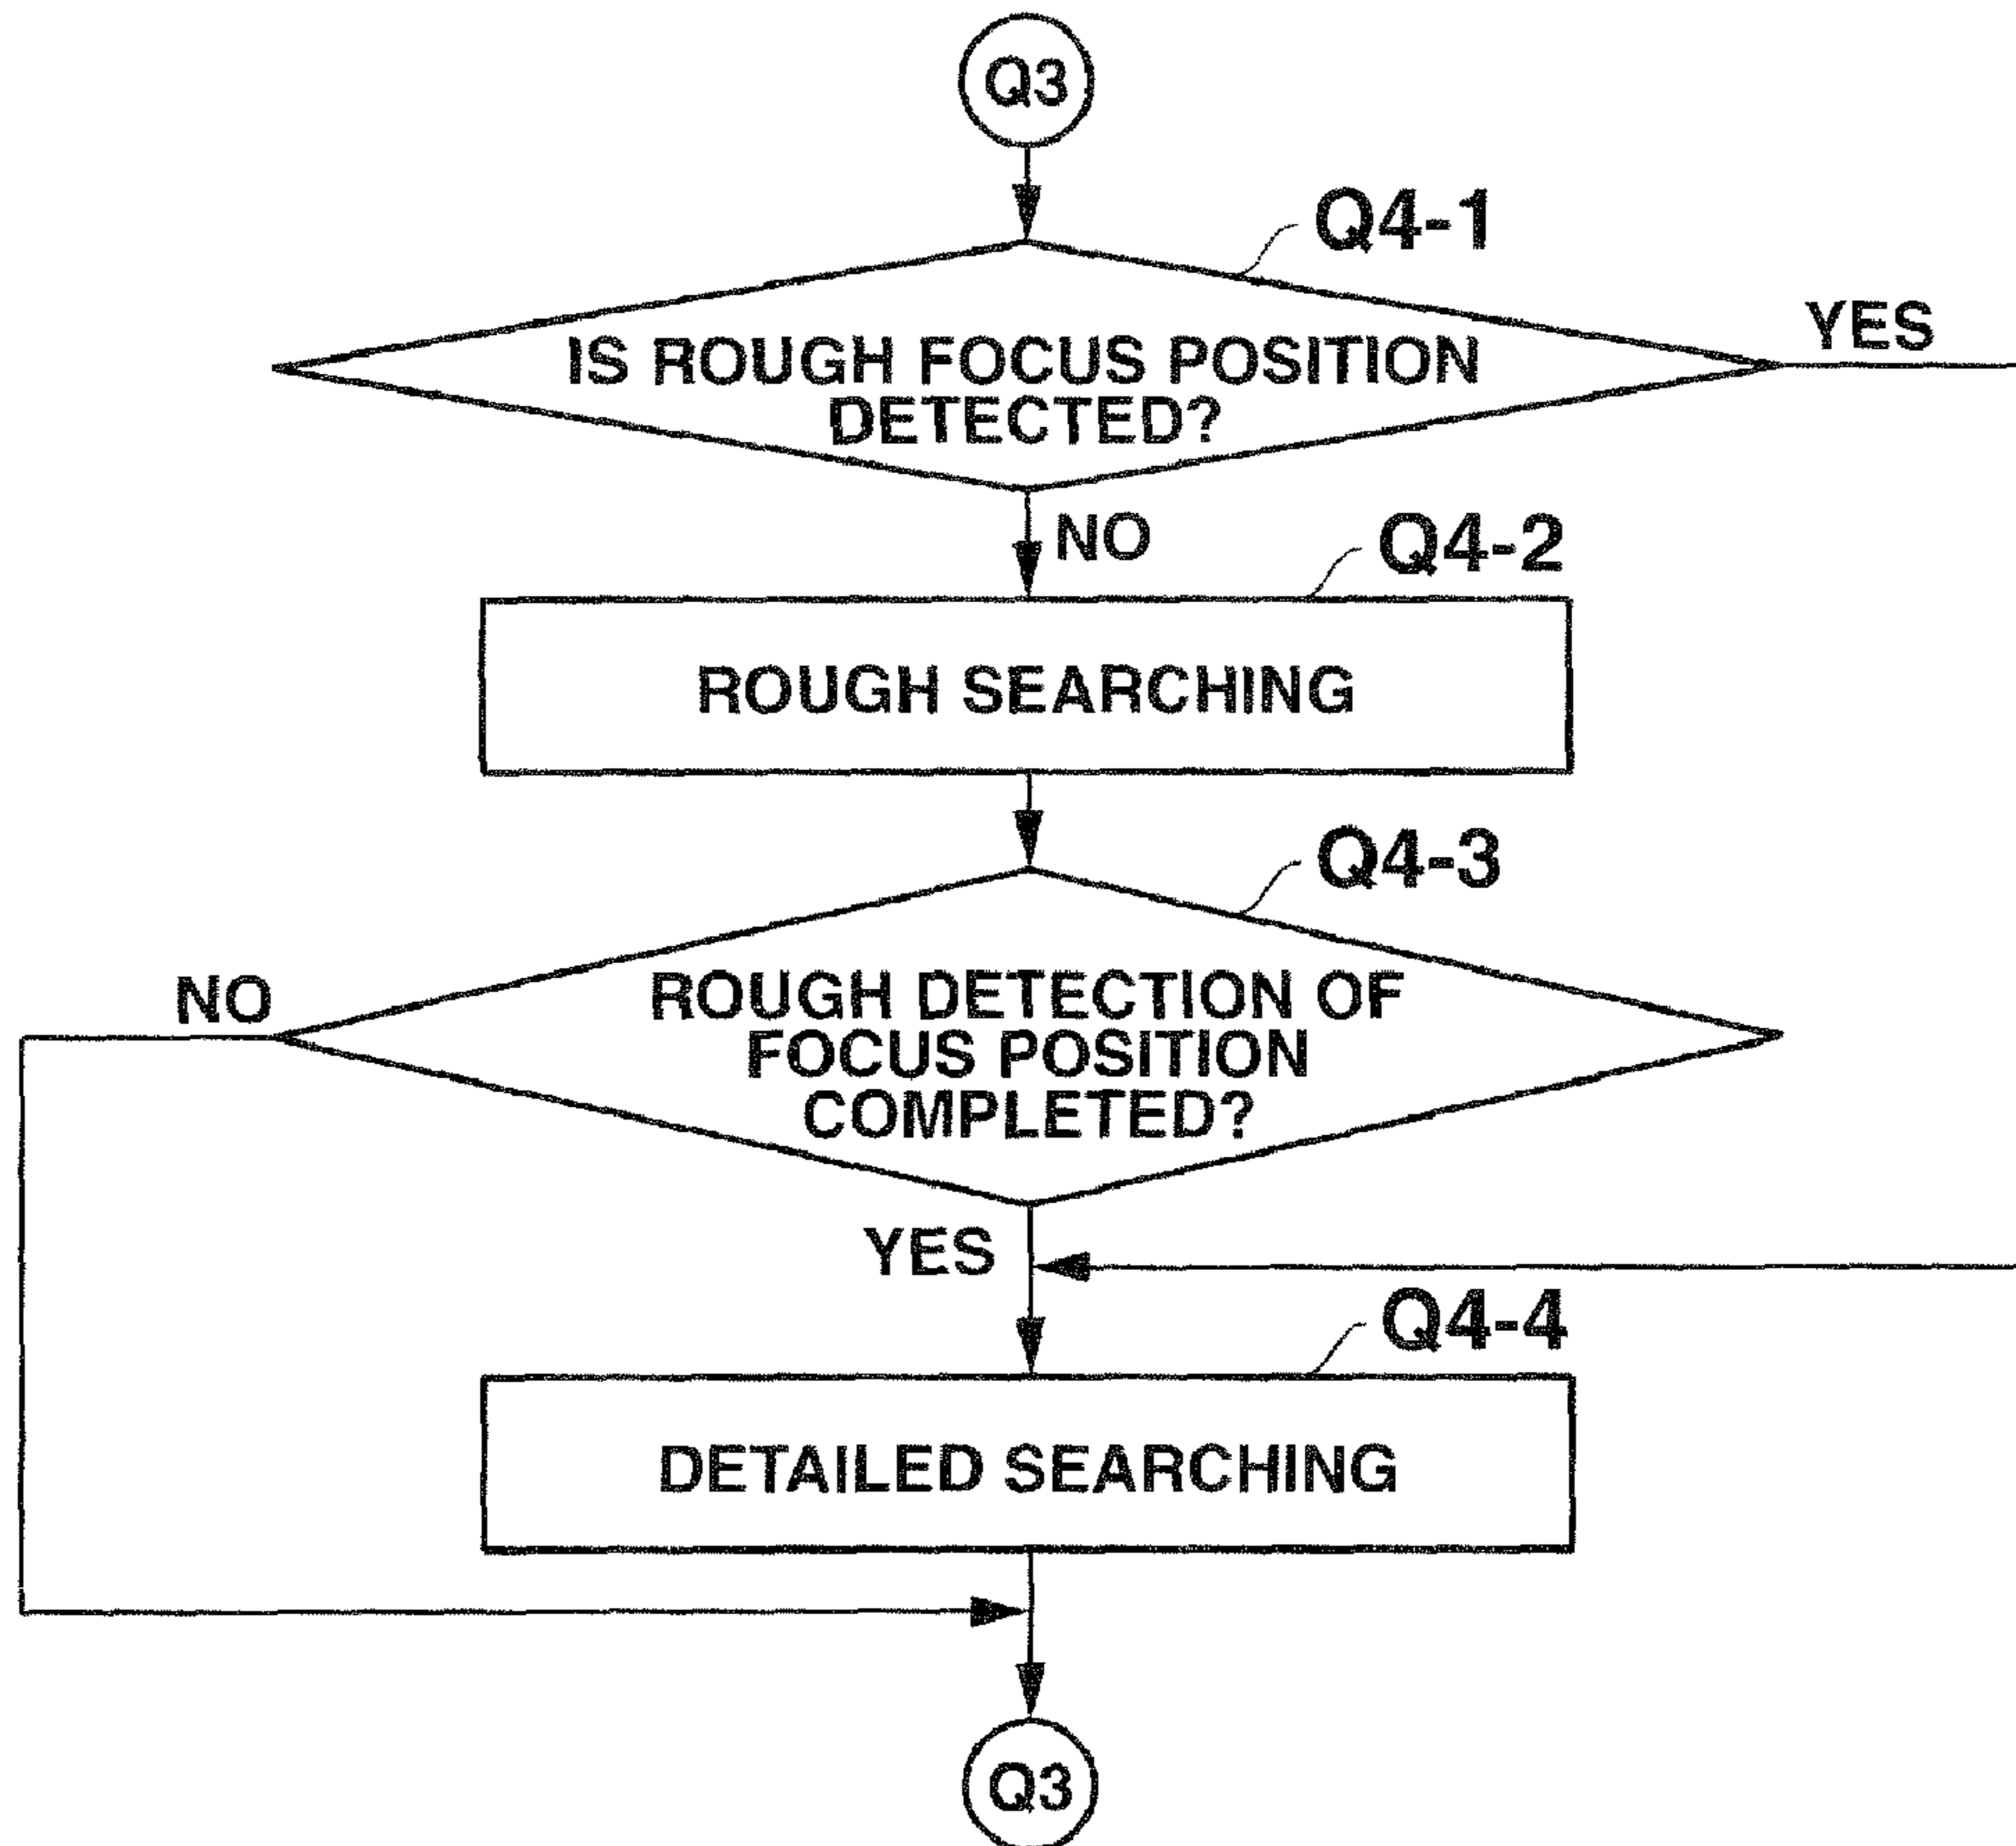 Q3
Q4-1
IS ROUGH FOCUS POSITION
DETECTED?
YES
NO
Q4-2
ROUGH SEARCHING
Q4-3
NO
ROUGH DETECTION OF
FOCUS POSITION
COMPLETED?
YES
Q4-4
DETAILED SEARCHING
Q3